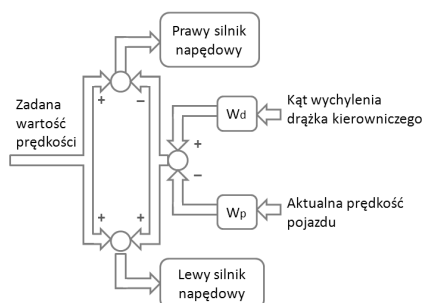 Prawy silnik
napędowy
Zadana
wartość
prędkości
+
−
Wd
Kąt wychylenia
drążka kierowniczego
+
−
Wp
Aktualna prędkość
pojazdu
+
+
Lewy silnik
napędowy